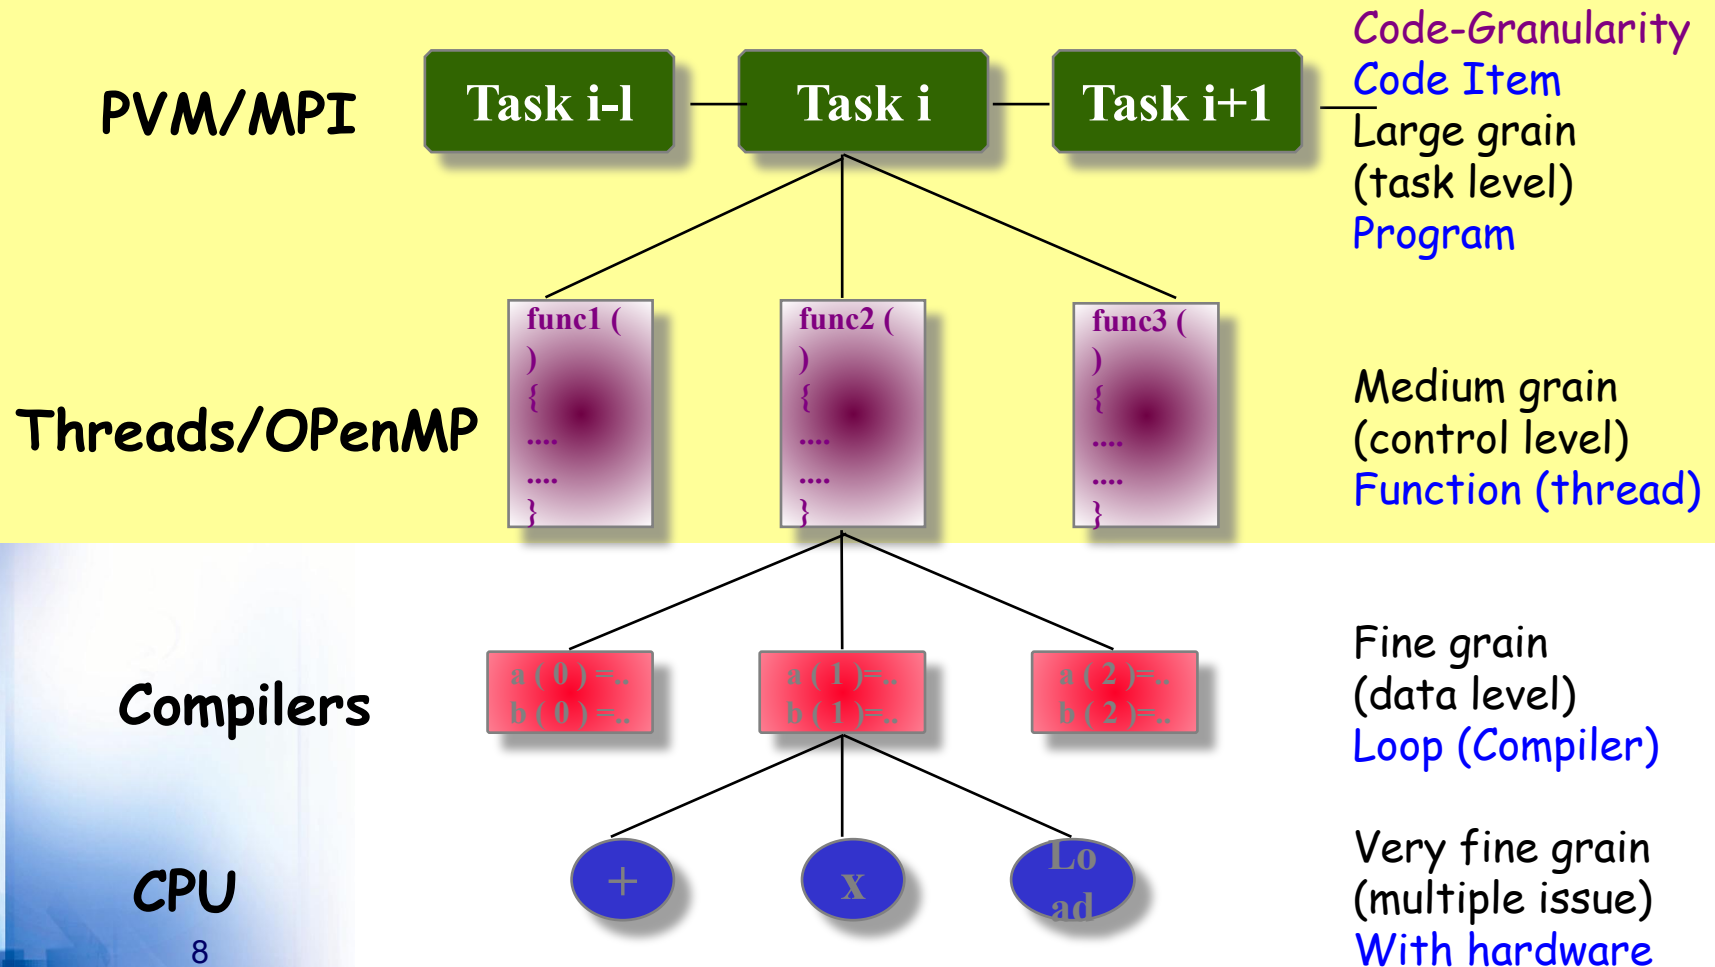 Code-Granularity
Code Item
Large grain
(task level)
Program
PVM/MPI
Task i-l
Task i
Task i+1
func1 (
)
{
....
....
}
func2 (
)
{
....
....
}
func3 (
)
{
....
....
}
Threads/OPenMP
Medium grain
(control level)
Function (thread)
Compilers
a ( 0 ) =..
b ( 0 ) =..
a ( 1 )=..
b ( 1 )=..
a ( 2 )=..
b ( 2 )=..
Fine grain
(data level)
Loop (Compiler)
CPU
+
x
Lo
ad
Very fine grain
(multiple issue)
With hardware
8